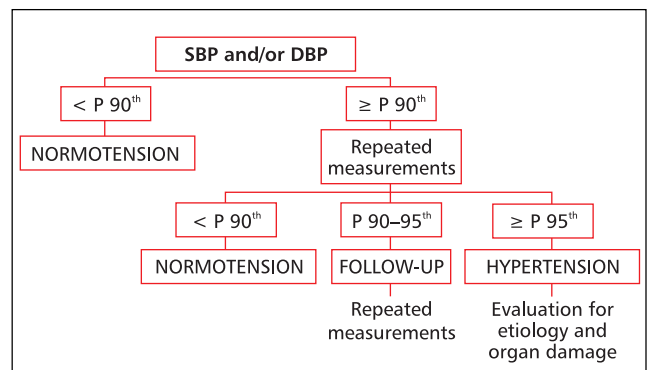 SBP and/or DBP
< P 90th
≥ P 90th
NORMOTENSION
Repeated
measurements
< P 90th
P 90–95th
≥ P 95th
NORMOTENSION
FOLLOW-UP
HYPERTENSION
Repeated
measurements
Evaluation for
etiology and
organ damage